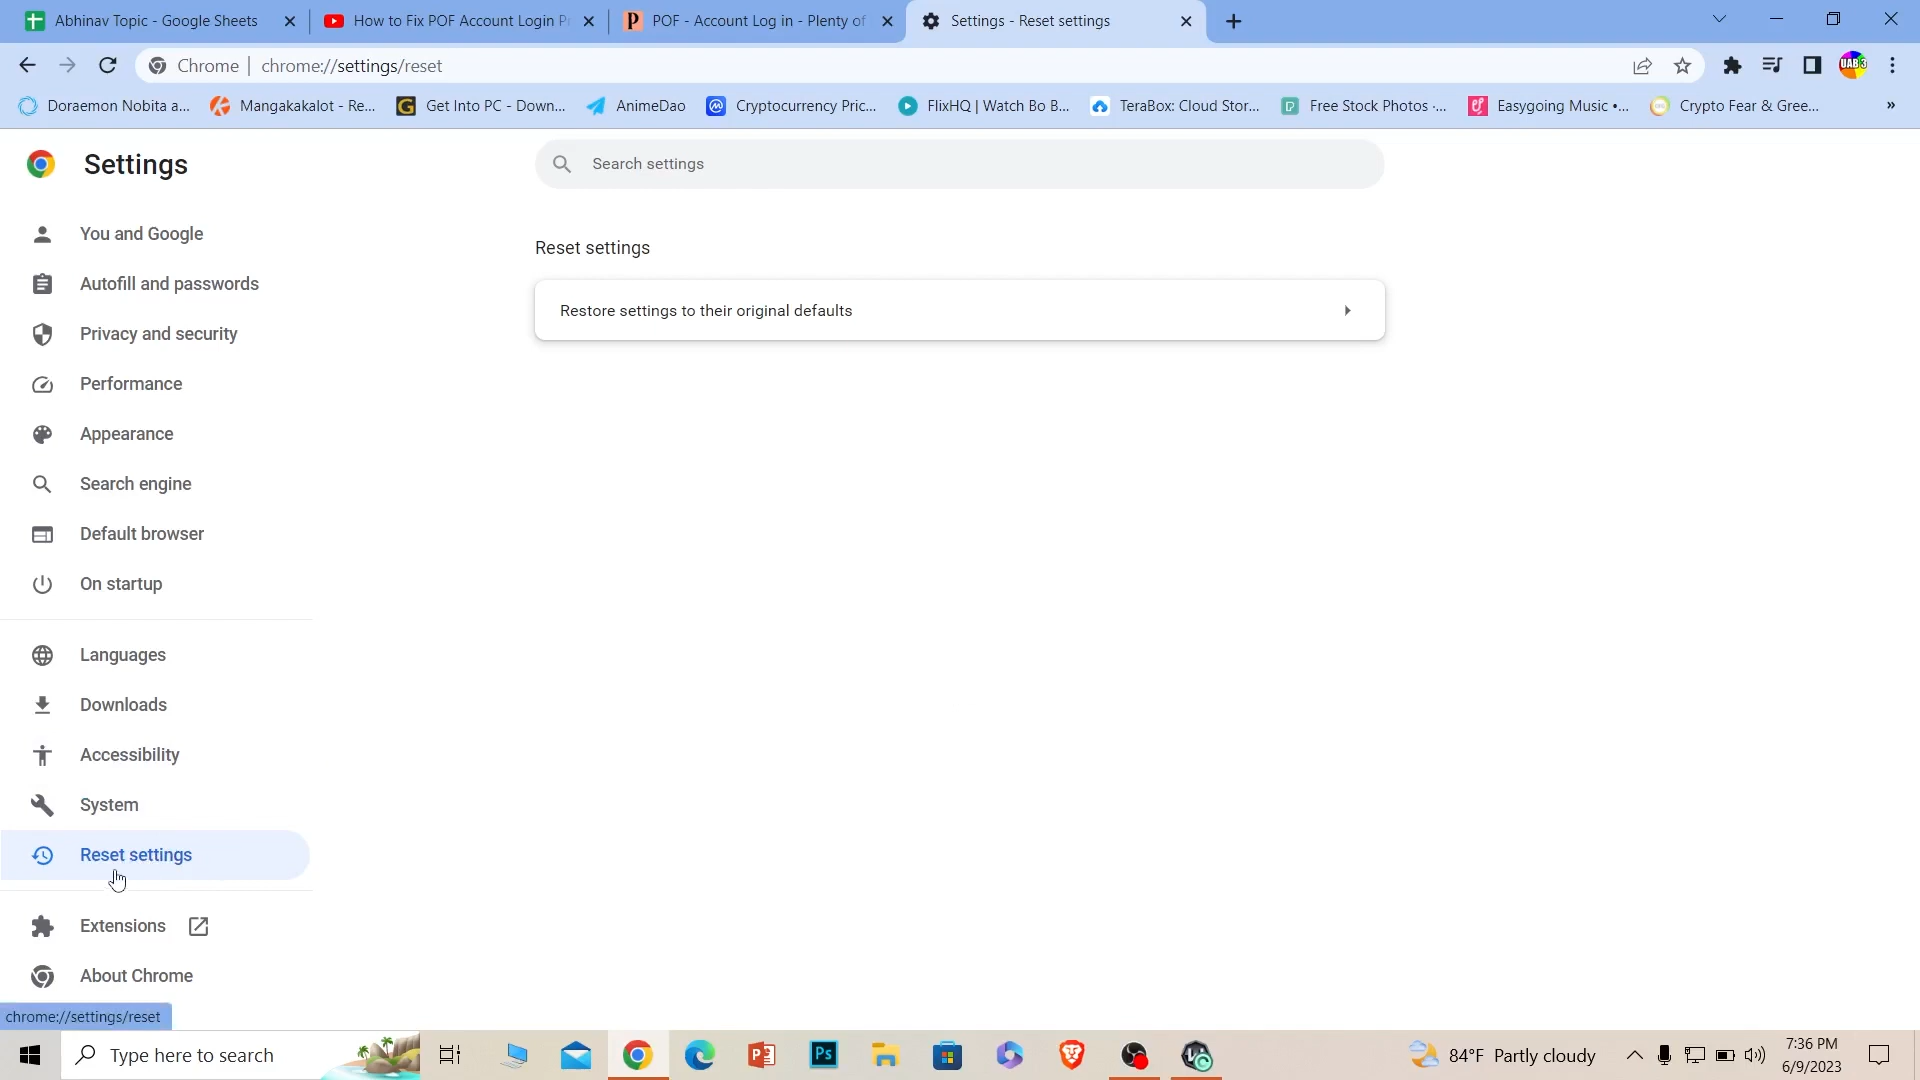 Abhinav Topic - Google Sheets
How to Fix POF Account Login P
POF - Account Log in - Plenty of
Settings - Reset settings
Chrome | chrome://settings/reset
UAB 3
Doraemon Nobita a...
Mangakakalot - Re...
Get Into PC - Down...
AnimeDao
Cryptocurrency Pric...
FlixHQ | Watch Bo B...
TeraBox: Cloud Stor...
Free Stock Photos ·...
Easygoing Music •...
Crypto Fear & Gree...
»
Settings
Search settings
You and Google
Autofill and passwords
Privacy and security
Performance
Appearance
Search engine
Default browser
On startup
Languages
Downloads
Accessibility
System
Reset settings
Extensions
About Chrome
Reset settings
Restore settings to their original defaults
chrome://settings/reset
Type here to search
Ps
84°F Partly cloudy
7:36 PM
6/9/2023